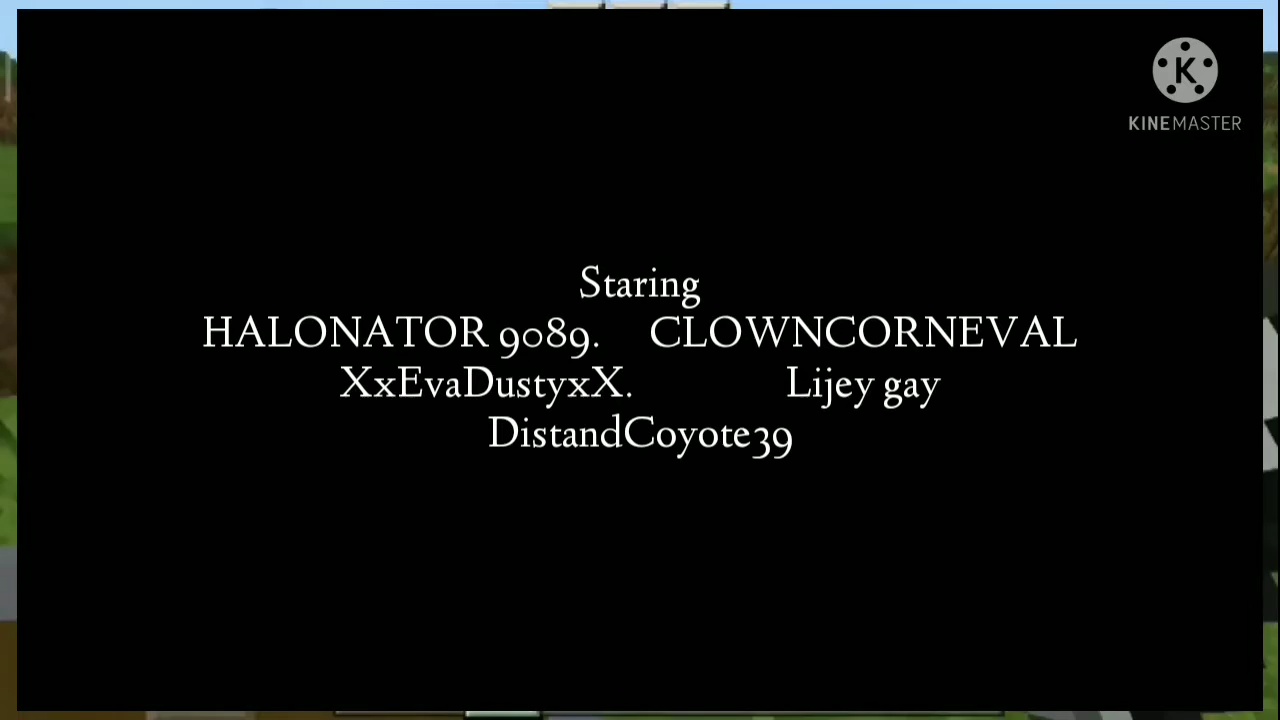 K
KINEMASTER
Staring
HALONATOR 9089. CLOWNCORNEVAL
XxEvaDustyxX. Lijey gay
DistandCoyote39